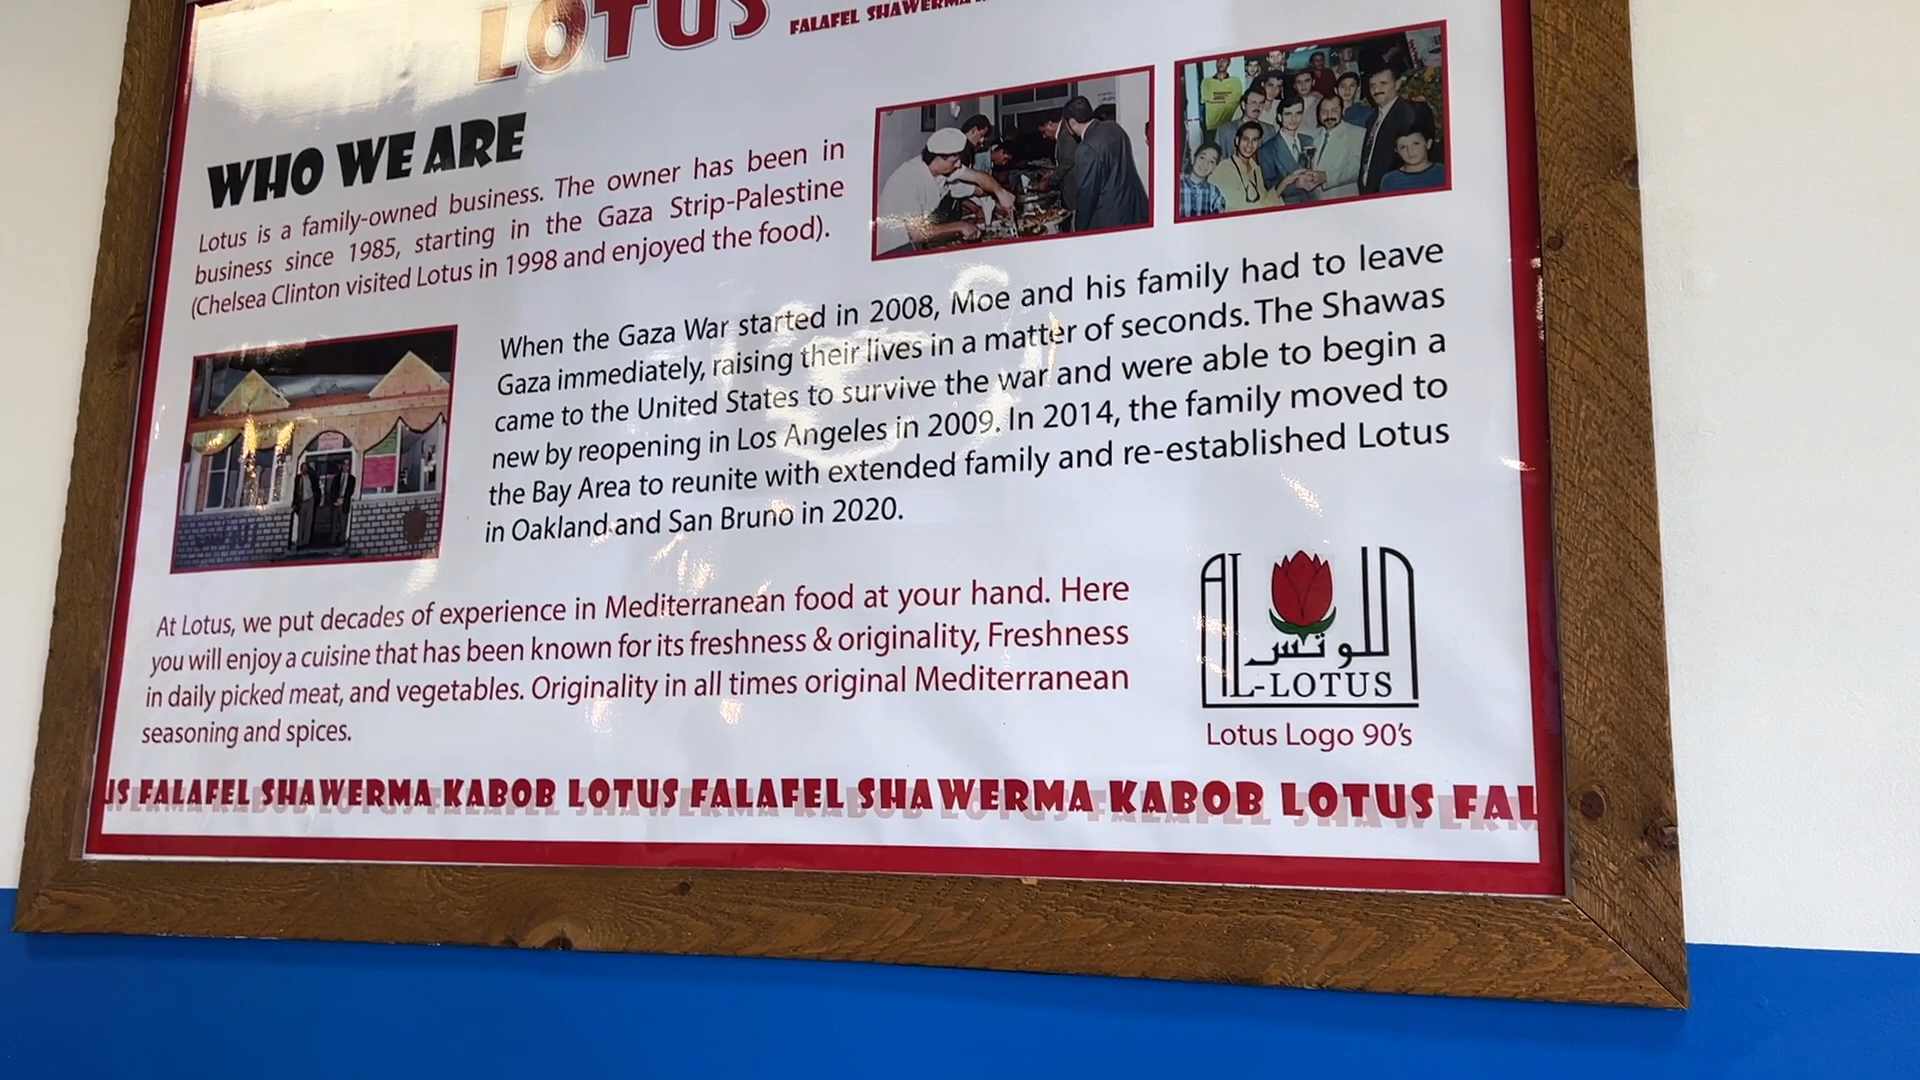 LOTUS
FALAFEL SHAWERMA
WHO WE ARE
Lotus is a family-owned business. The owner has been in
business since 1985, starting in the Gaza Strip-Palestine
(Chelsea Clinton visited Lotus in 1998 and enjoyed the food).
When the Gaza War started in 2008, Moe and his family had to leave
Gaza immediately, raising their lives in a matter of seconds. The Shawas
came to the United States to survive the war and were able to begin a
new by reopening in Los Angeles in 2009. In 2014, the family moved to
the Bay Area to reunite with extended family and re-established Lotus
in Oakland and San Bruno in 2020.
At Lotus, we put decades of experience in Mediterranean food at your hand. Here
you will enjoy a cuisine that has been known for its freshness & originality, Freshness
in daily picked meat, and vegetables. Originality in all times original Mediterranean
seasoning and spices.
اللوتس
AL-LOTUS
Lotus Logo 90's
US FALAFEL SHAWERMA KABOB LOTUS FALAFEL SHAWERMA KABOB LOTUS FAL